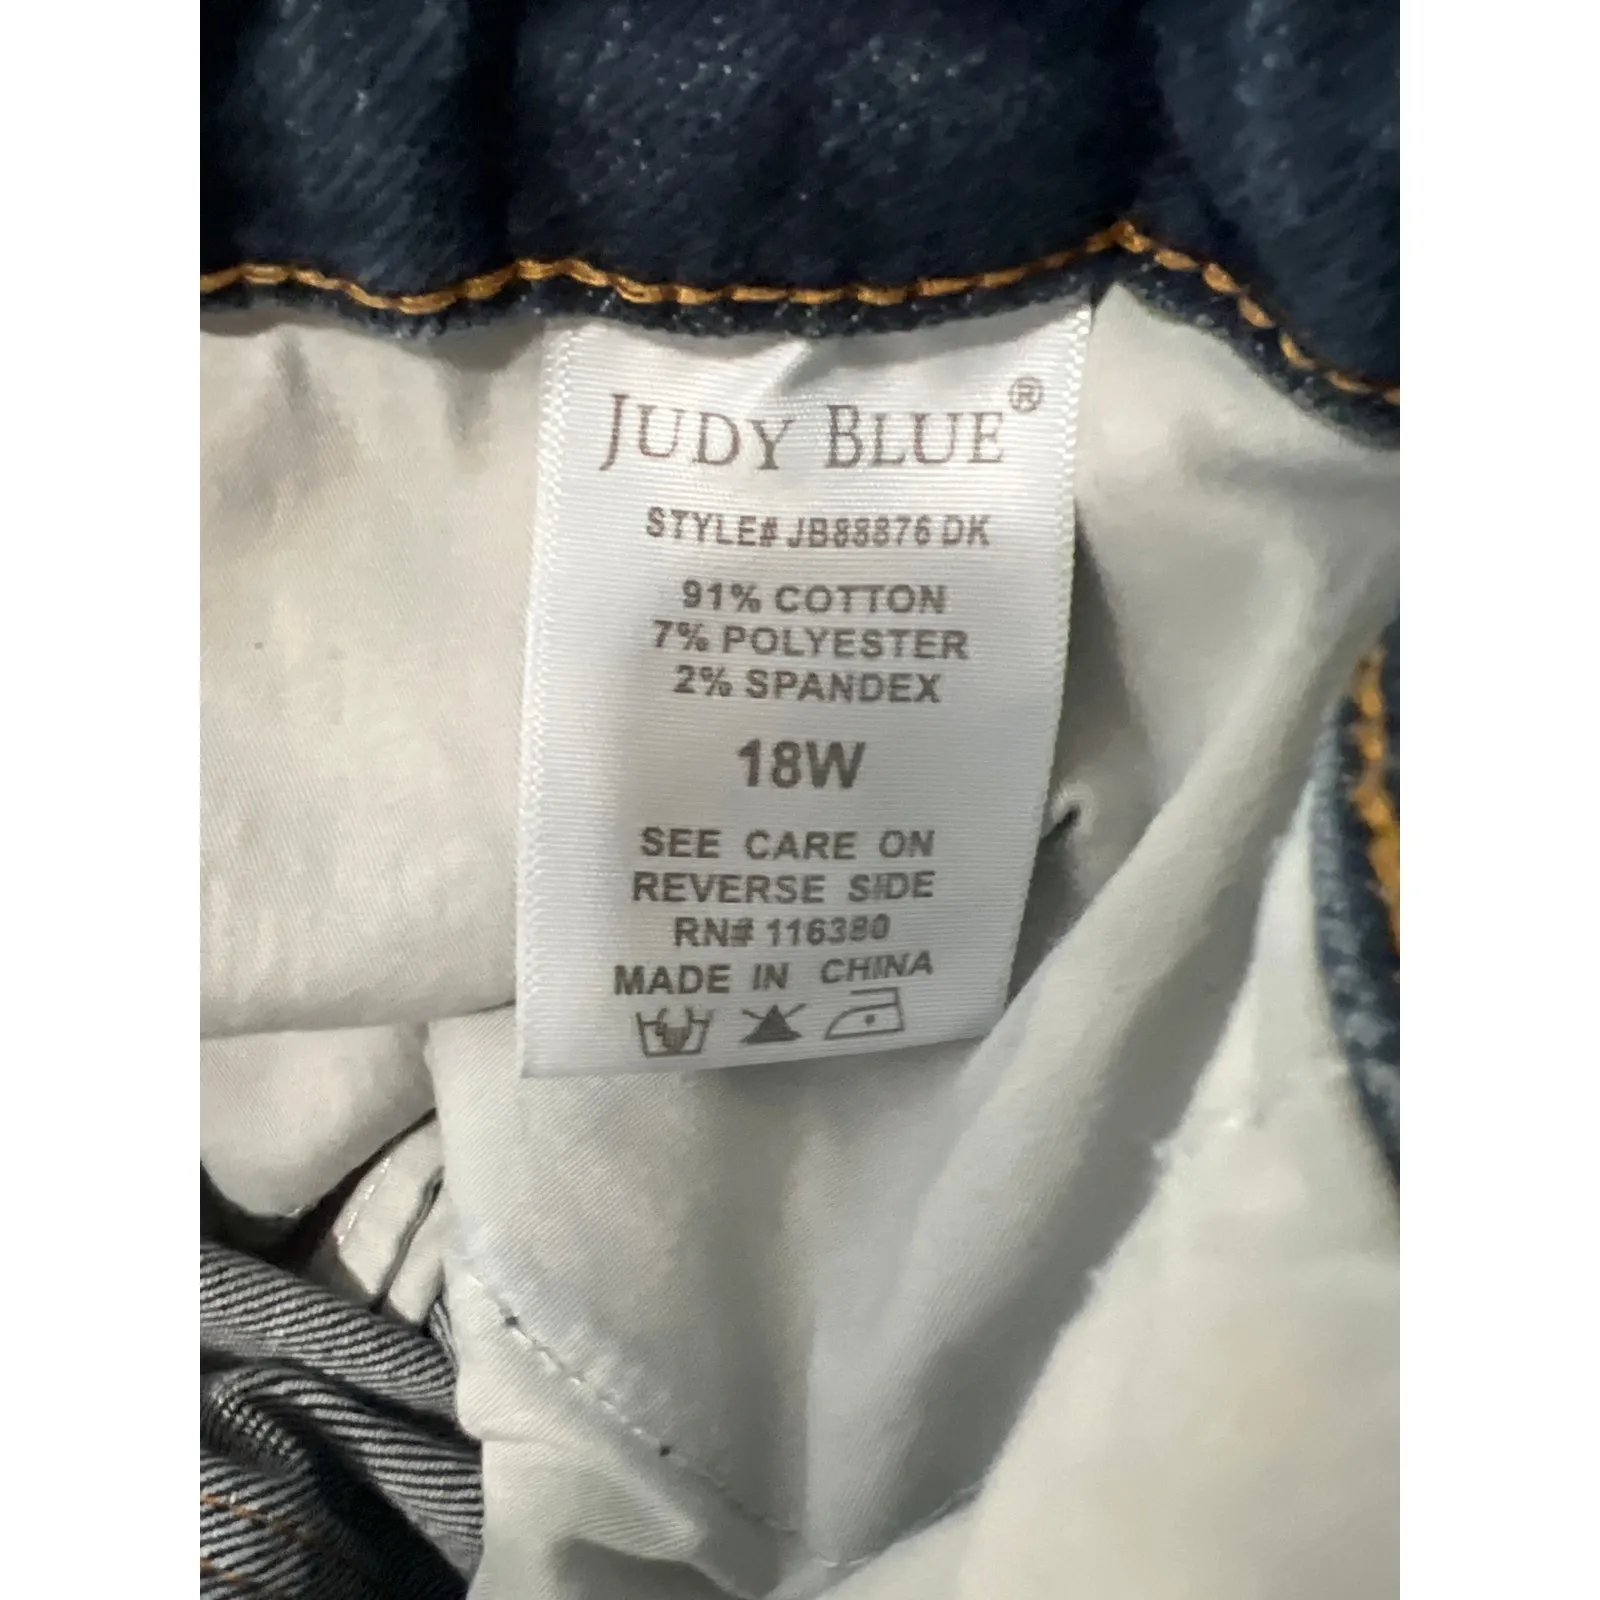 JUDY BLUE®
STYLE# JB88876 DK
91% COTTON
7% POLYESTER
2% SPANDEX
18W
SEE CARE ON
REVERSE SIDE
RN# 116380
MADE IN CHINA